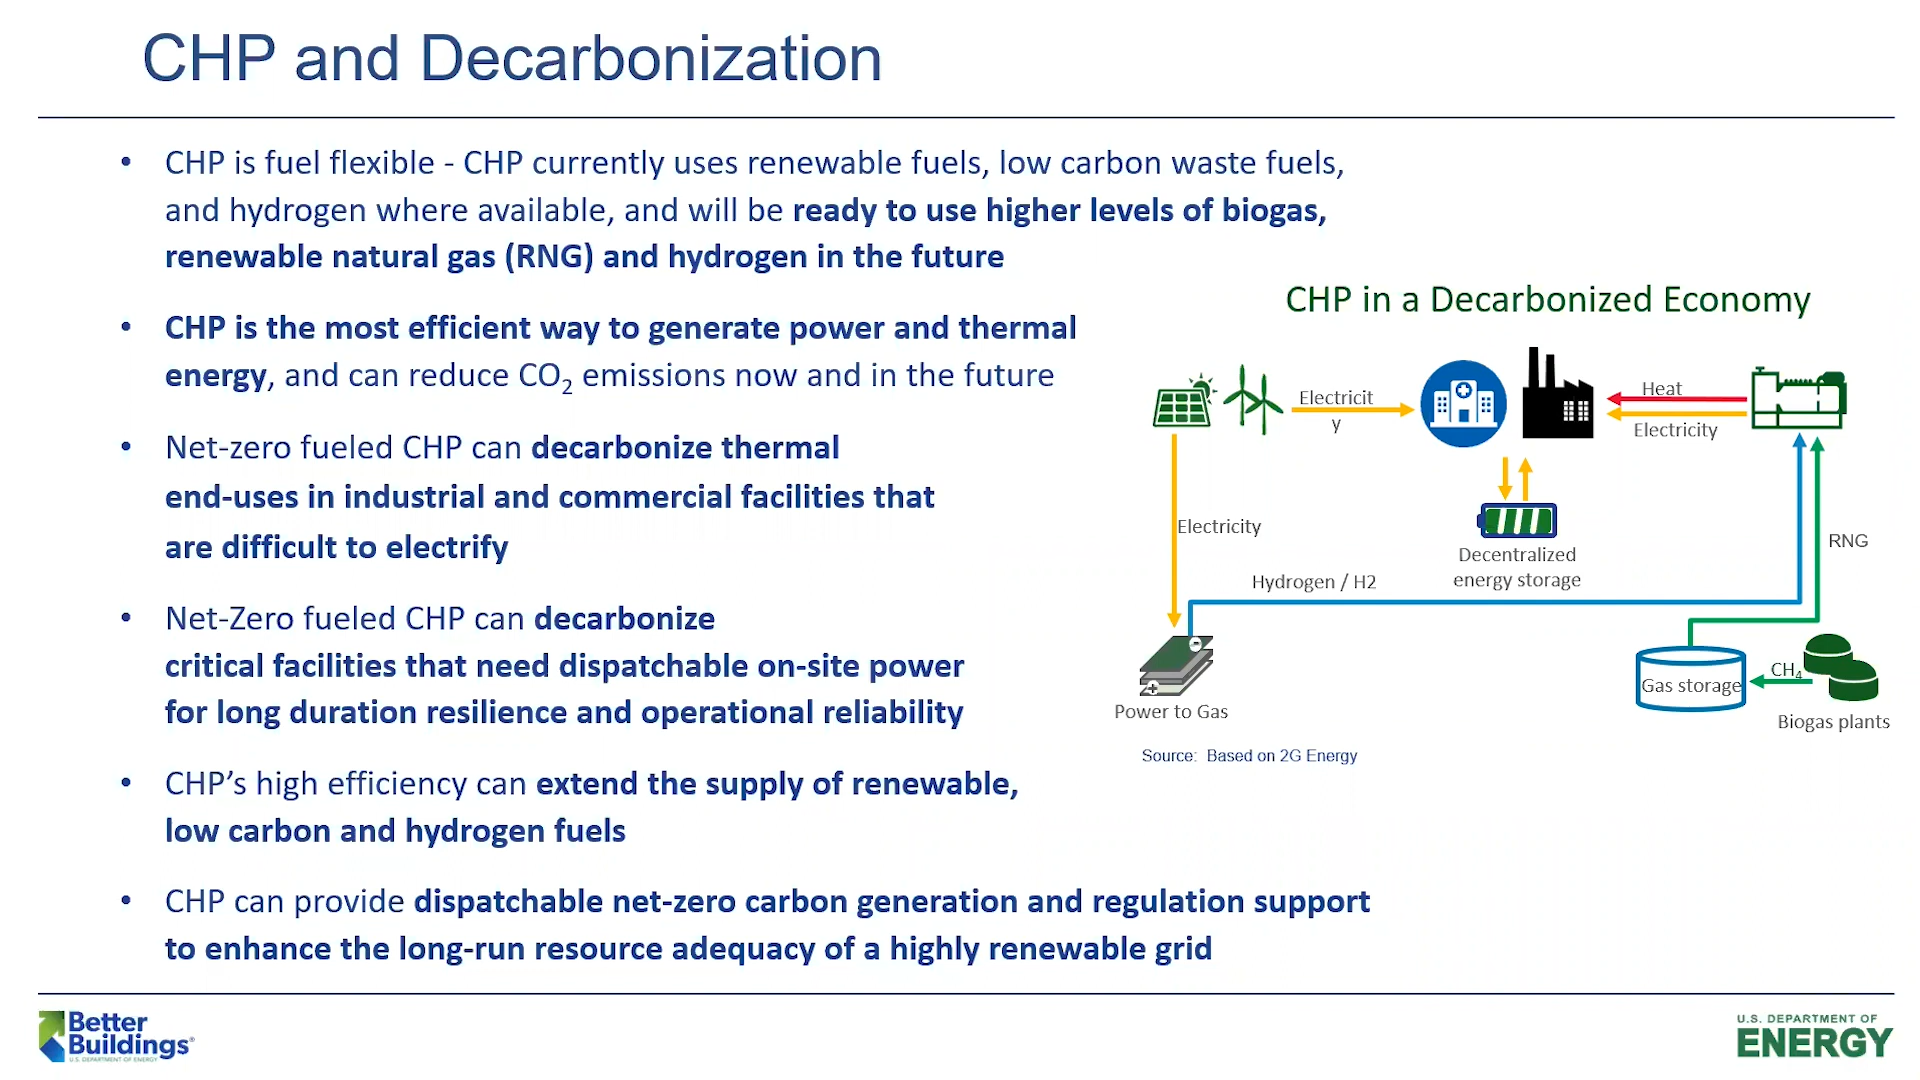 CHP and Decarbonization
• CHP is fuel flexible - CHP currently uses renewable fuels, low carbon waste fuels,
and hydrogen where available, and will be ready to use higher levels of biogas,
renewable natural gas (RNG) and hydrogen in the future
• CHP is the most efficient way to generate power and thermal
energy, and can reduce CO₂ emissions now and in the future
• Net-zero fueled CHP can decarbonize thermal
end-uses in industrial and commercial facilities that
are difficult to electrify
• Net-Zero fueled CHP can decarbonize
critical facilities that need dispatchable on-site power
for long duration resilience and operational reliability
• CHP's high efficiency can extend the supply of renewable,
low carbon and hydrogen fuels
• CHP can provide dispatchable net-zero carbon generation and regulation support
to enhance the long-run resource adequacy of a highly renewable grid
CHP in a Decarbonized Economy
Electricit
y
Heat
Electricity
Electricity
Decentralized
energy storage
RNG
Hydrogen / H2
Gas storage
CH₄
Biogas plants
Power to Gas
Source: Based on 2G Energy
Better
Buildings®
U.S. DEPARTMENT OF ENERGY
U.S. DEPARTMENT OF
ENERGY